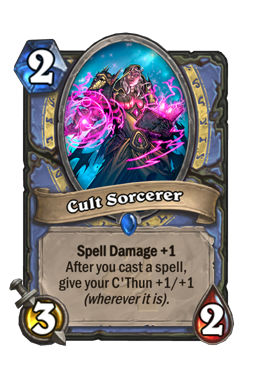 2
Cult Sorcerer
Spell Damage +1
After you cast a spell,
give your C'Thun +1/+1
(wherever it is).
3
2